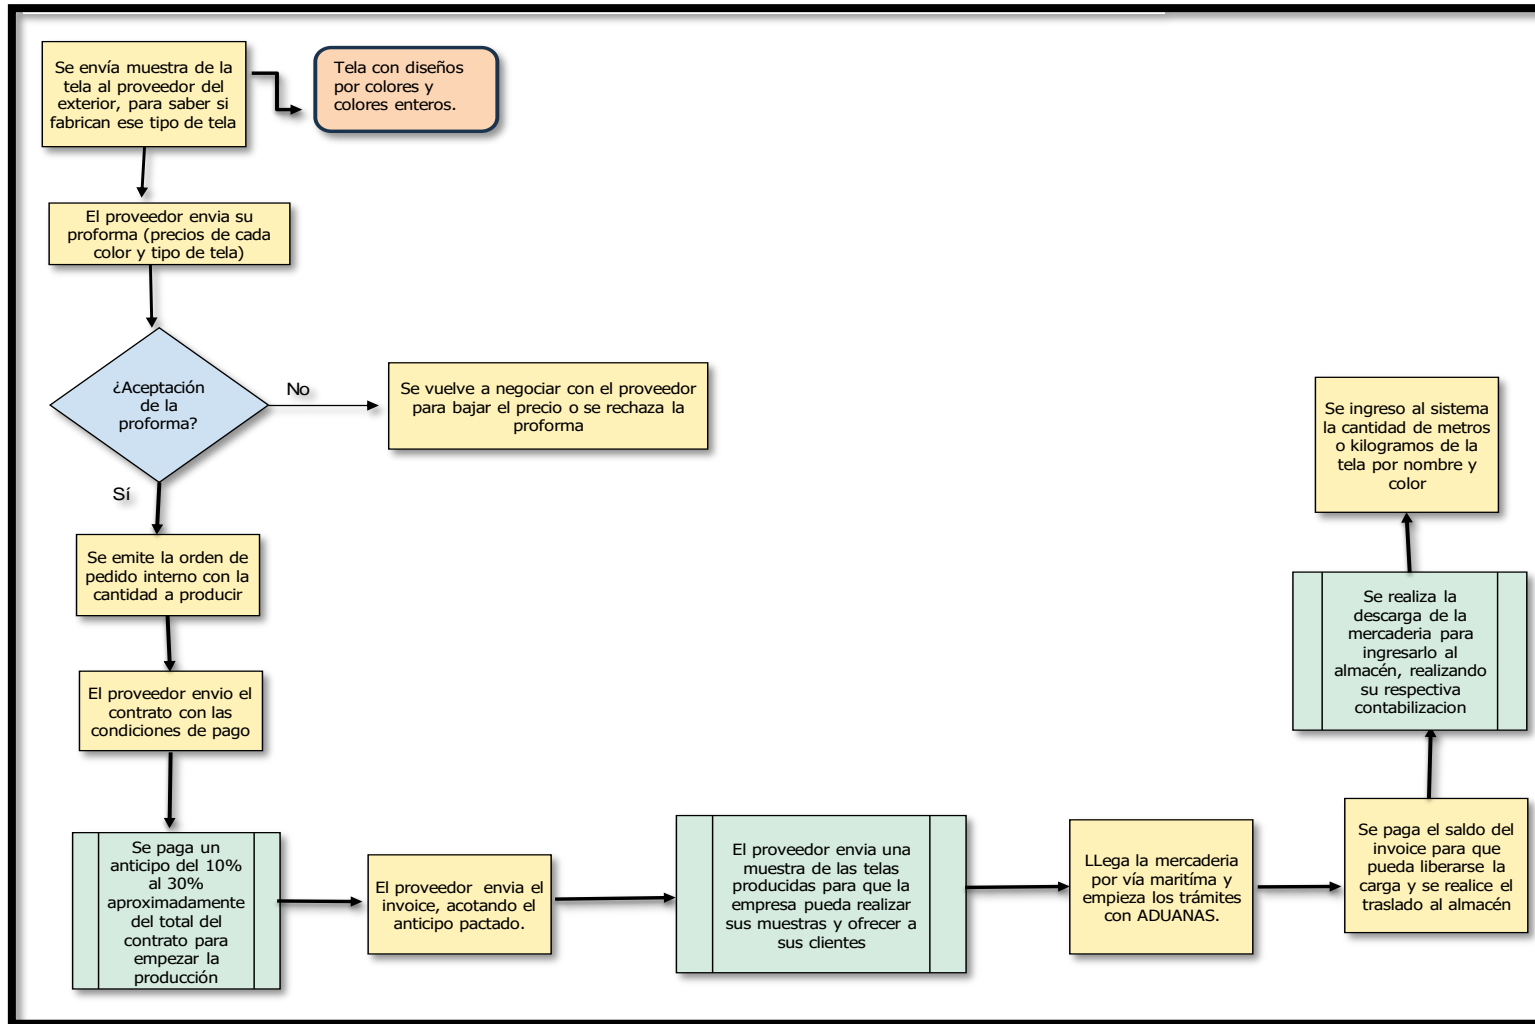 Se envía muestra de la
tela al proveedor del
exterior, para saber si
fabrican ese tipo de tela
Tela con diseños
por colores y
colores enteros.
El proveedor envia su
proforma (precios de cada
color y tipo de tela)
¿Aceptación
de la
proforma?
No
Se vuelve a negociar con el proveedor
para bajar el precio o se rechaza la
proforma
Sí
Se emite la orden de
pedido interno con la
cantidad a producir
El proveedor envio el
contrato con las
condiciones de pago
Se paga un
anticipo del 10%
al 30%
aproximadamente
del total del
contrato para
empezar la
producción
El proveedor envia el
invoice, acotando el
anticipo pactado.
El proveedor envia una
muestra de las telas
producidas para que la
empresa pueda realizar
sus muestras y ofrecer a
sus clientes
LLega la mercaderia
por vía maritíma y
empieza los trámites
con ADUANAS.
Se paga el saldo del
invoice para que
pueda liberarse la
carga y se realice el
traslado al almacén
Se realiza la
descarga de la
mercaderia para
ingresarlo al
almacén, realizando
su respectiva
contabilizacion
Se ingreso al sistema
la cantidad de metros
o kilogramos de la
tela por nombre y
color